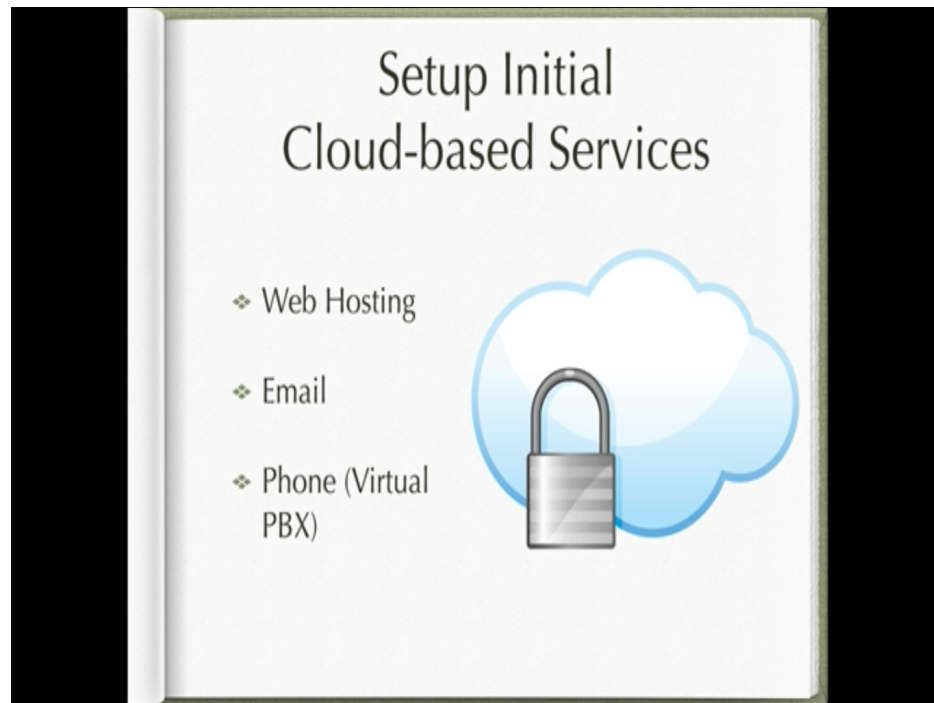 Setup Initial
Cloud-based Services
Web Hosting
Email
Phone (Virtual
PBX)